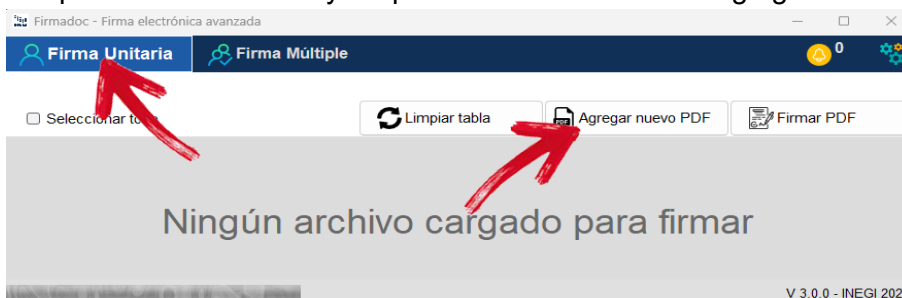 Firmadoc - Firma electrónica avanzada
Firma Unitaria
Firma Múltiple
0
Seleccionar
Limpiar tabla
Agregar nuevo PDF
Firmar PDF
Ningún archivo cargado para firmar
V 3.0.0 - INEGI 202